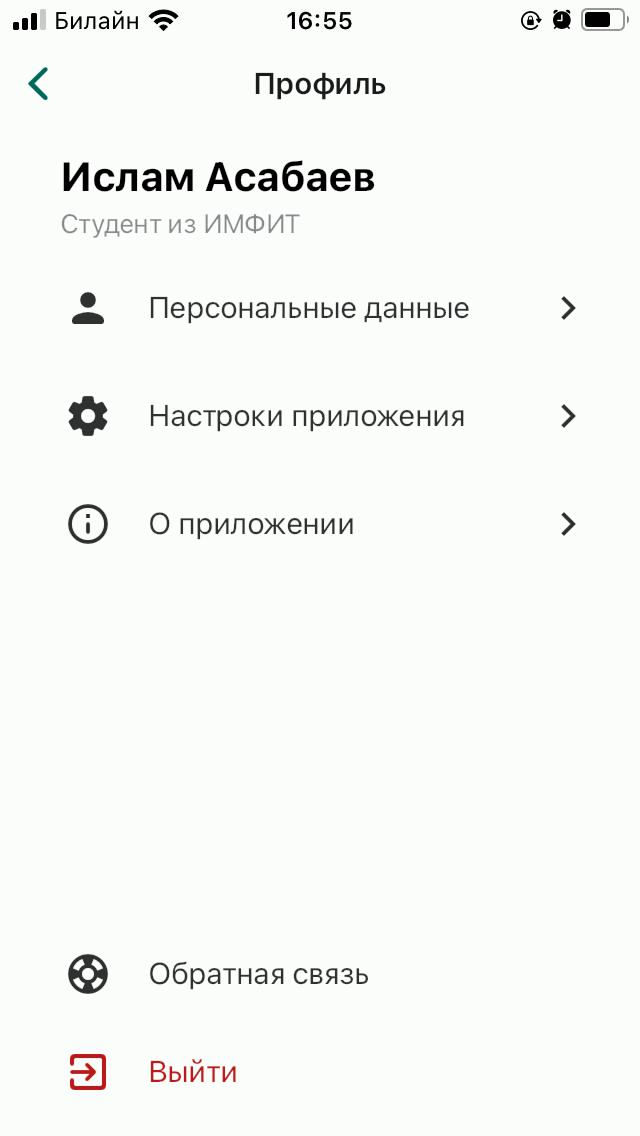 Билайн 16:55
Профиль
Ислам Асабаев
Студент из ИМФИТ
Персональные данные
Настроки приложения
О приложении
Обратная связь
Выйти